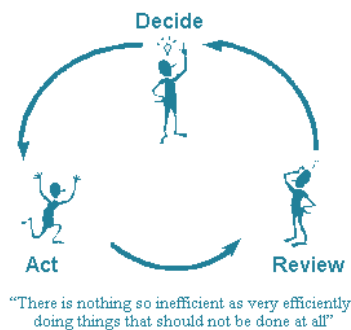 Decide
Act
Review
“There is nothing so inefficient as very efficiently
doing things that should not be done at all”